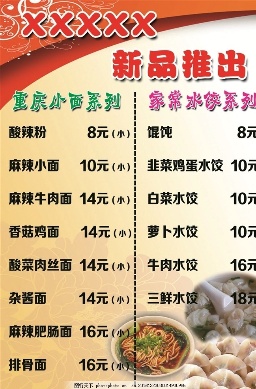 XXXXX
新品推出
重庆小面系列
酸辣粉 8元(小)
麻辣小面 10元(小)
麻辣牛肉面 14元(小)
香菇鸡面 14元(小)
酸菜肉丝面 14元(小)
杂酱面 14元(小)
麻辣肥肠面 16元(小)
排骨面 16元(小)
家常水饺系列
馄饨 8元
韭菜鸡蛋水饺 10元
白菜水饺 10元
萝卜水饺 10元
牛肉水饺 16元
三鲜水饺 18元